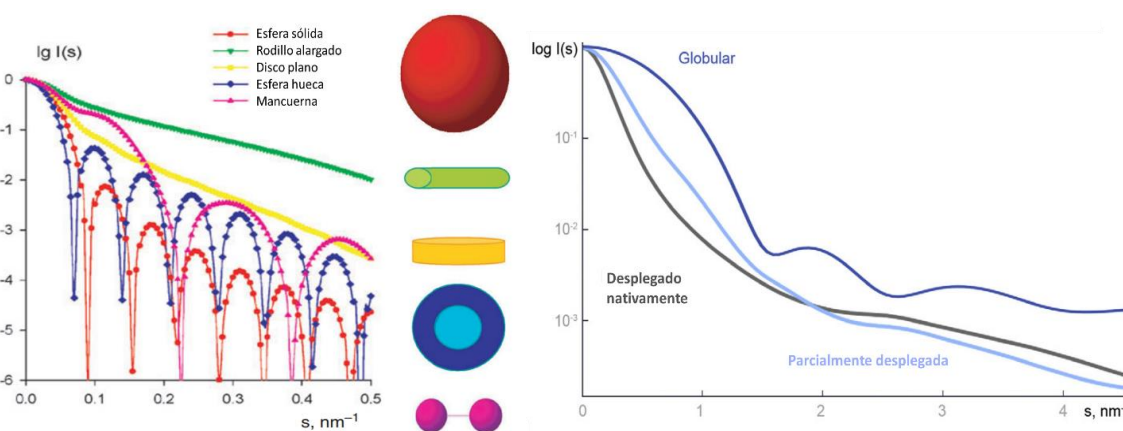 lg I(s)
Esfera sólida
Rodillo alargado
Disco plano
Esfera hueca
Mancuerna
0
-1
-2
-3
-4
-5
-6
0.0 0.1 0.2 0.3 0.4 0.5
s, nm⁻¹
log I(s)
Globular
10⁻¹
10⁻²
Desplegado
nativamente
10⁻³
Parcialmente desplegada
0 1 2 3 4 s, nm⁻